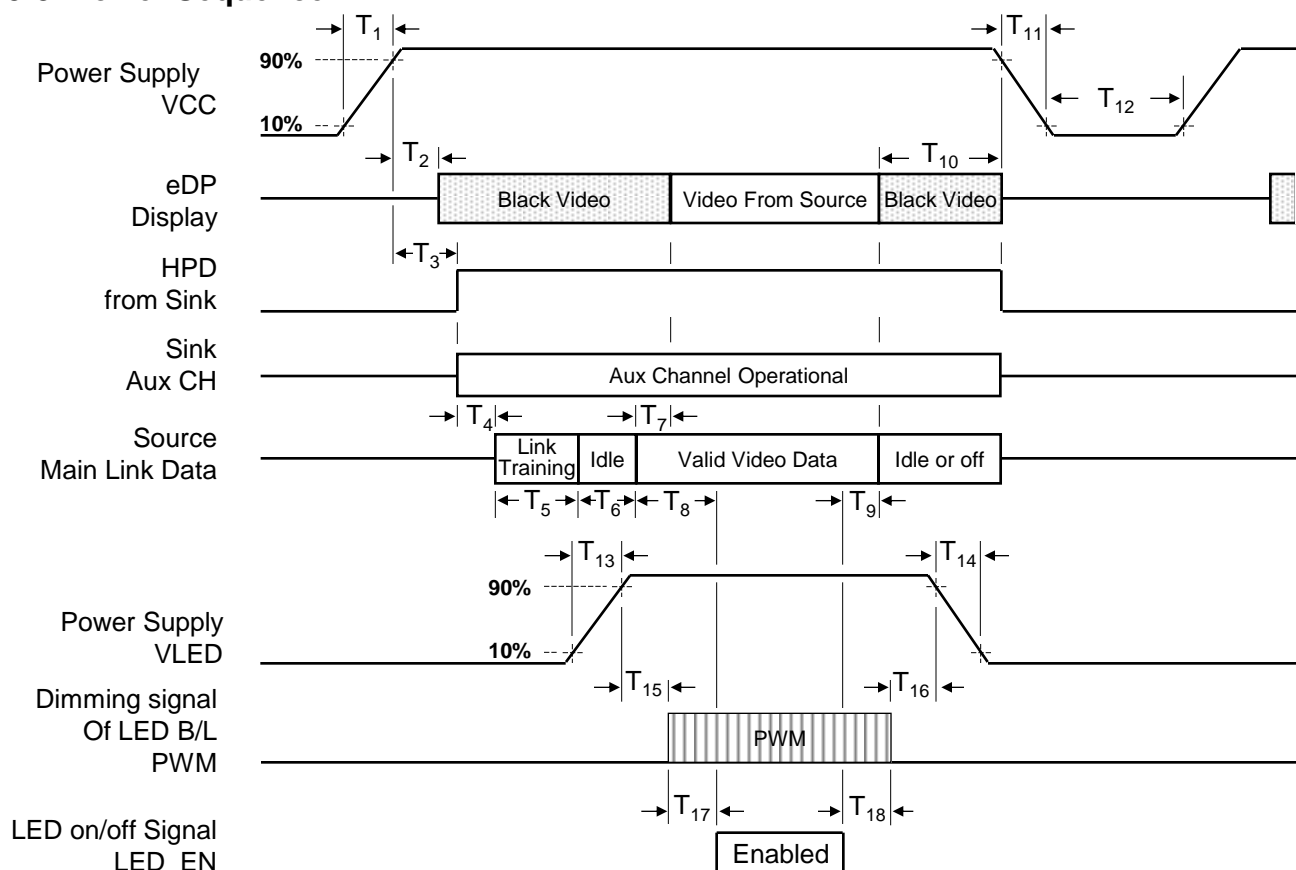 T1
T11
90%
Power Supply
VCC
T12
10%
T2
T10
eDP
Display
Black Video
Video From Source
Black Video
T3
HPD
from Sink
Sink
Aux CH
Aux Channel Operational
T4
T7
Source
Main Link Data
Link
Training
Idle
Valid Video Data
Idle or off
T5
T6
T8
T9
T13
T14
90%
Power Supply
VLED
10%
T15
T16
Dimming signal
Of LED B/L
PWM
PWM
T17
T18
LED on/off Signal
LED_EN
Enabled